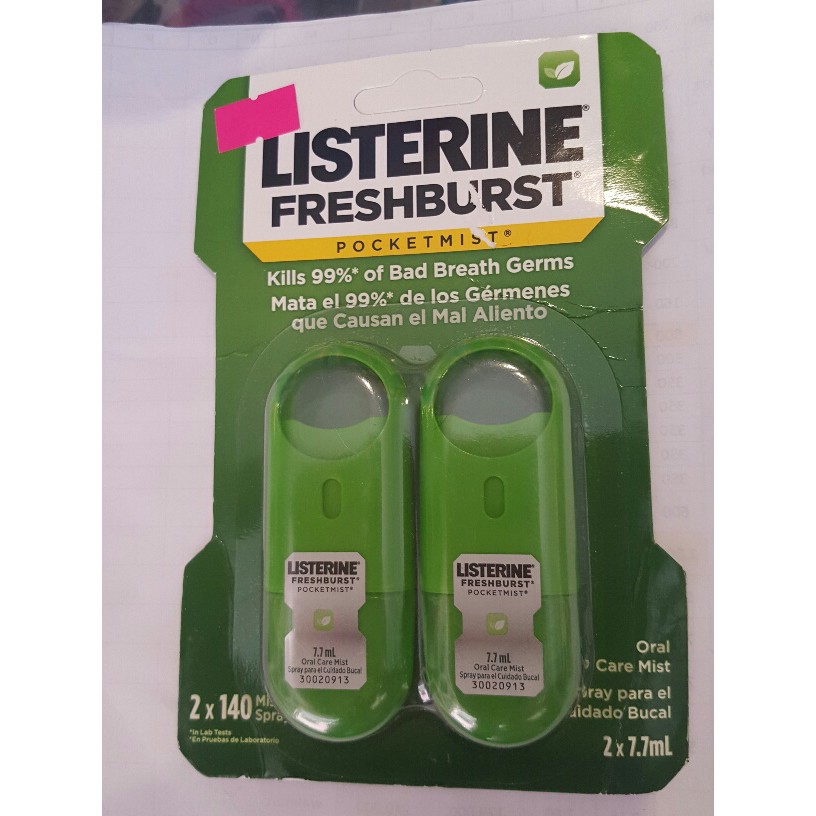 LISTERINE®
FRESHBURST®
POCKETMIST®
Kills 99%* of Bad Breath Germs
Mata el 99%* de los Gérmenes
que Causan el Mal Aliento
LISTERINE®
FRESHBURST®
POCKETMIST®
7.7 mL
Oral Care Mist
Spray para el Cuidado Bucal
30020913
LISTERINE®
FRESHBURST®
POCKETMIST®
7.7 mL
Oral Care Mist
Spray para el Cuidado Bucal
30020913
2 x 140
*In Lab Tests
*En Pruebas de Laboratorio
Oral
Care Mist
para el
Bucal
2 x 7.7mL